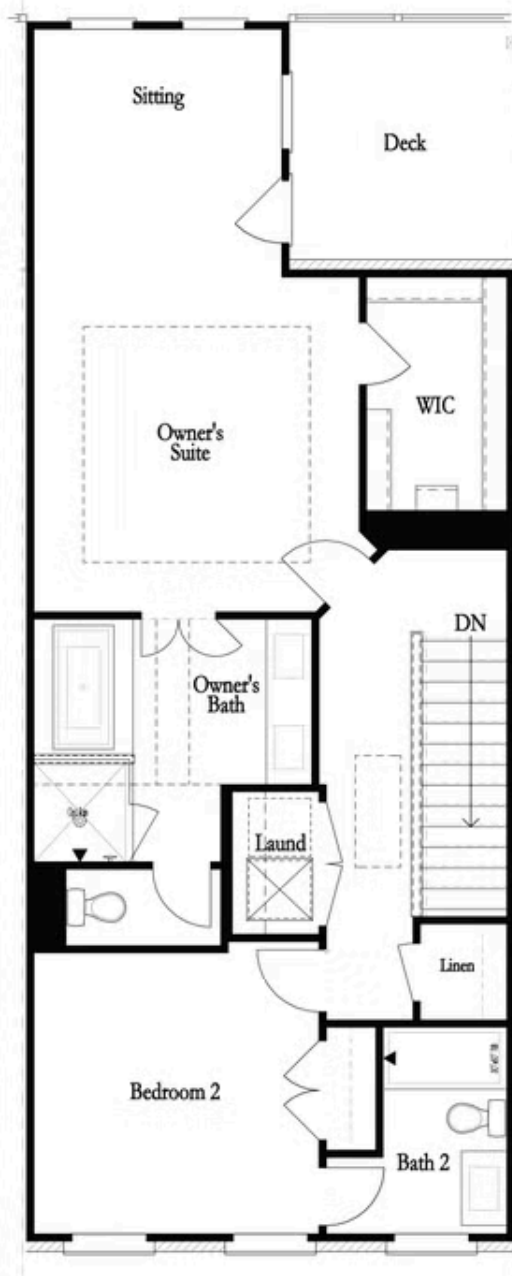 Sitting
Deck
WIC
Owner's
Suite
DN
Owner's
Bath
Laund
Linen
Bedroom 2
Bath 2